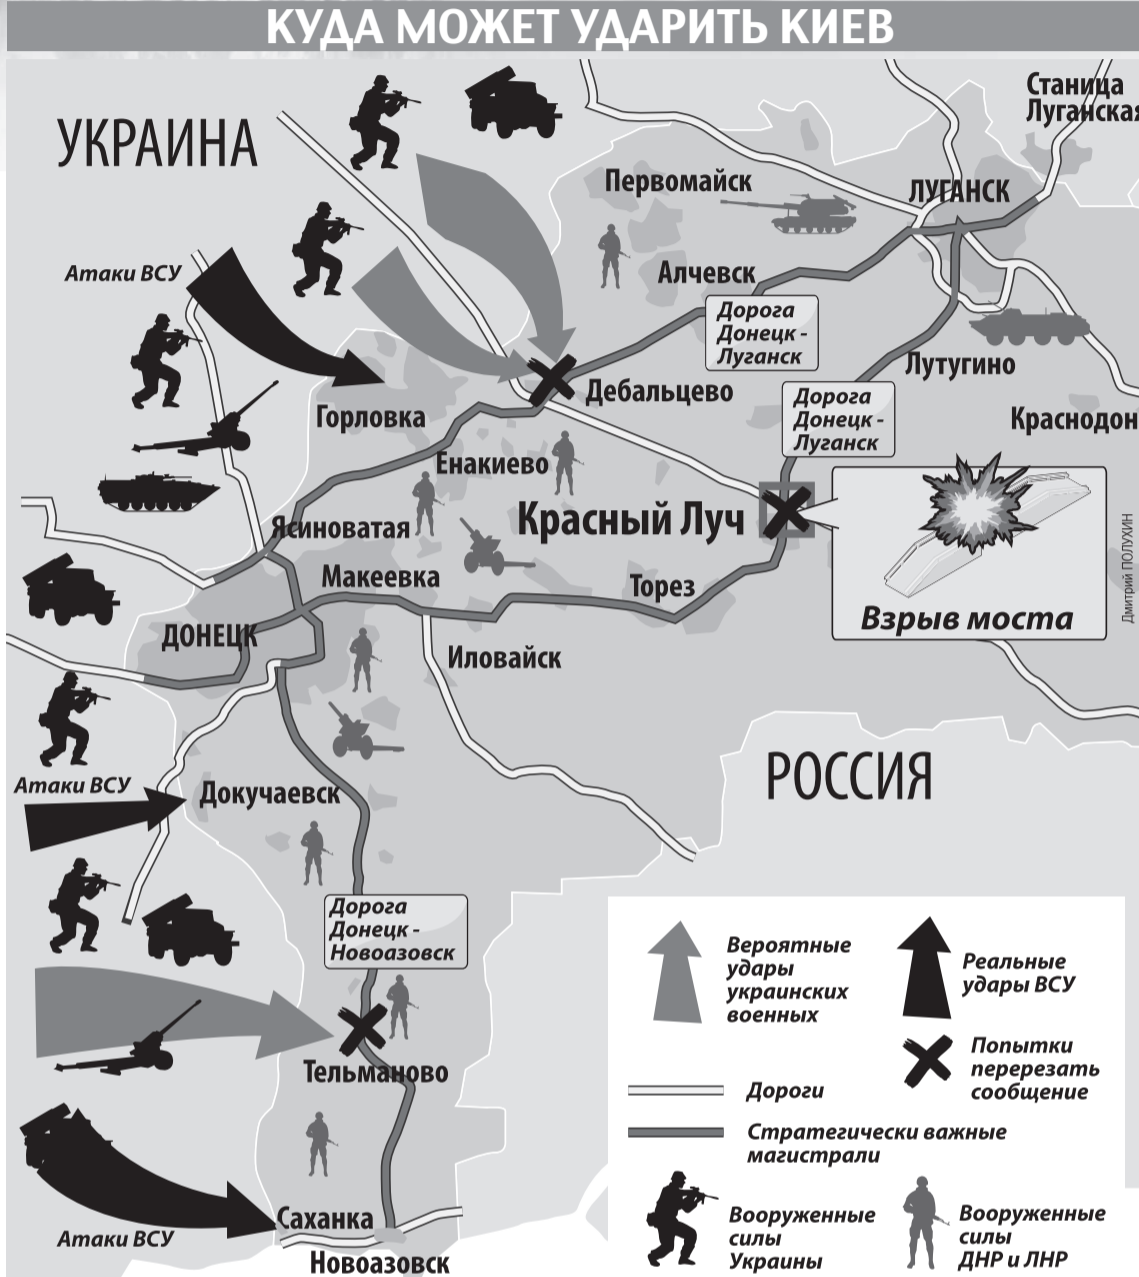 КУДА МОЖЕТ УДАРИТЬ КИЕВ
УКРАИНА
Станица
Луганская
Первомайск
ЛУГАНСК
Атаки ВСУ
Алчевск
Дорога
Донецк -
Луганск
Лутугино
Дебальцево
Горловка
Дорога
Донецк -
Луганск
Краснодон
Енакиево
Красный Луч
Ясиноватая
Макеевка
Торез
Взрыв моста
Дмитрий ПОЛУХИН
ДОНЕЦК
Иловайск
РОССИЯ
Атаки ВСУ
Докучаевск
Дорога
Донецк -
Новоазовск
Тельманово
Атаки ВСУ
Саханка
Новоазовск
Вероятные
удары
украинских
военных
Реальные
удары ВСУ
Попытки
перерезать
сообщение
Дороги
Стратегически важные
магистрали
Вооруженные
силы
Украины
Вооруженные
силы
ДНР и ЛНР